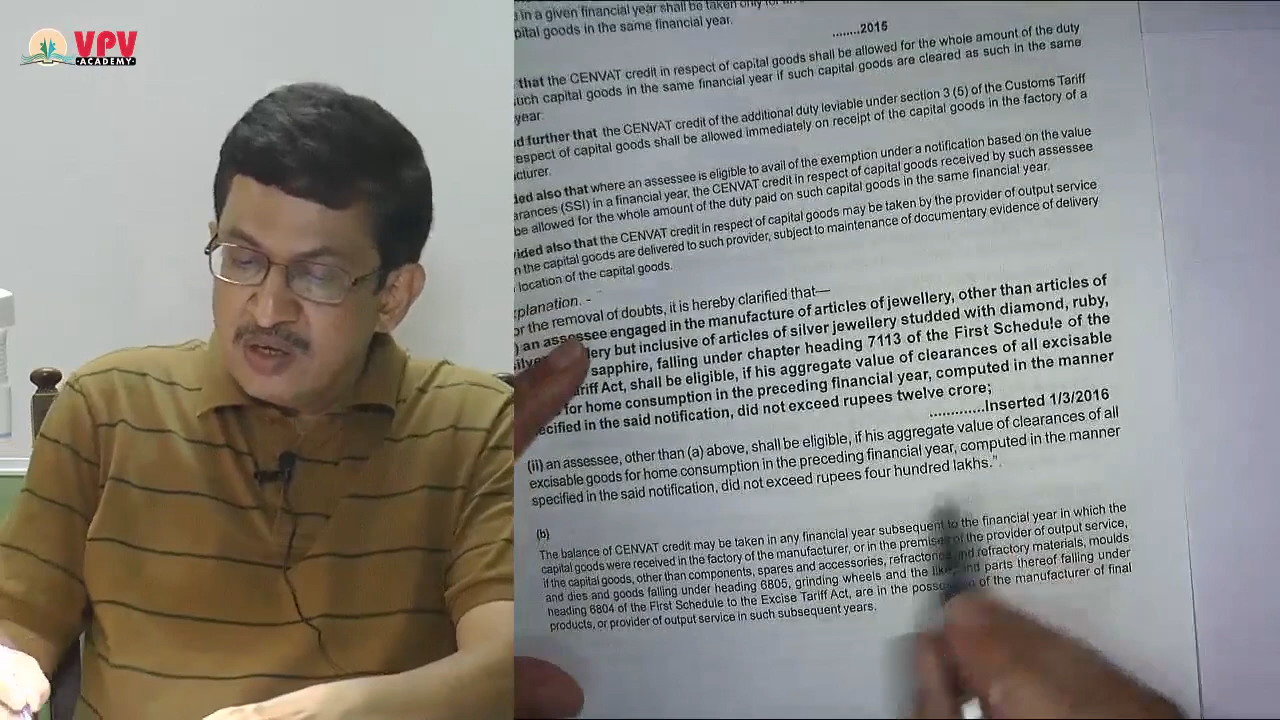 VPV
ACADEMY
e in a given financial year shall be taken only for an
pital goods in the same financial year.
........2015
that the CENVAT credit in respect of capital goods shall be allowed for the whole amount of the duty
uch capital goods in the same financial year if such capital goods are cleared as such in the same
year.
d further that the CENVAT credit of the additional duty leviable under section 3 (5) of the Customs Tariff
espect of capital goods shall be allowed immediately on receipt of the capital goods in the factory of a
cturer.
ded also that where an assessee is eligible to avail of the exemption under a notification based on the value
arances (SSI) in a financial year, the CENVAT credit in respect of capital goods received by such assessee
be allowed for the whole amount of the duty paid on such capital goods in the same financial year.
vided also that the CENVAT credit in respect of capital goods may be taken by the provider of output service
n the capital goods are delivered to such provider, subject to maintenance of documentary evidence of delivery
location of the capital goods.
xplanation. -
or the removal of doubts, it is hereby clarified that—
) an assessee engaged in the manufacture of articles of jewellery, other than articles of
silver lery but inclusive of articles of silver jewellery studded with diamond, ruby,
sapphire, falling under chapter heading 7113 of the First Schedule of the
riff Act, shall be eligible, if his aggregate value of clearances of all excisable
for home consumption in the preceding financial year, computed in the manner
ecified in the said notification, did not exceed rupees twelve crore;
............Inserted 1/3/2016
(ii) an assessee, other than (a) above, shall be eligible, if his aggregate value of clearances of all
excisable goods for home consumption in the preceding financial year, computed in the manner
specified in the said notification, did not exceed rupees four hundred lakhs.”.
(b)
The balance of CENVAT credit may be taken in any financial year subsequent to the financial year in which the
capital goods were received in the factory of the manufacturer, or in the premises of the provider of output service,
if the capital goods, other than components, spares and accessories, refractories and refractory materials, moulds
and dies and goods falling under heading 6805, grinding wheels and the like, and parts thereof falling under
heading 6804 of the First Schedule to the Excise Tariff Act, are in the possession of the manufacturer of final
products, or provider of output service in such subsequent years.